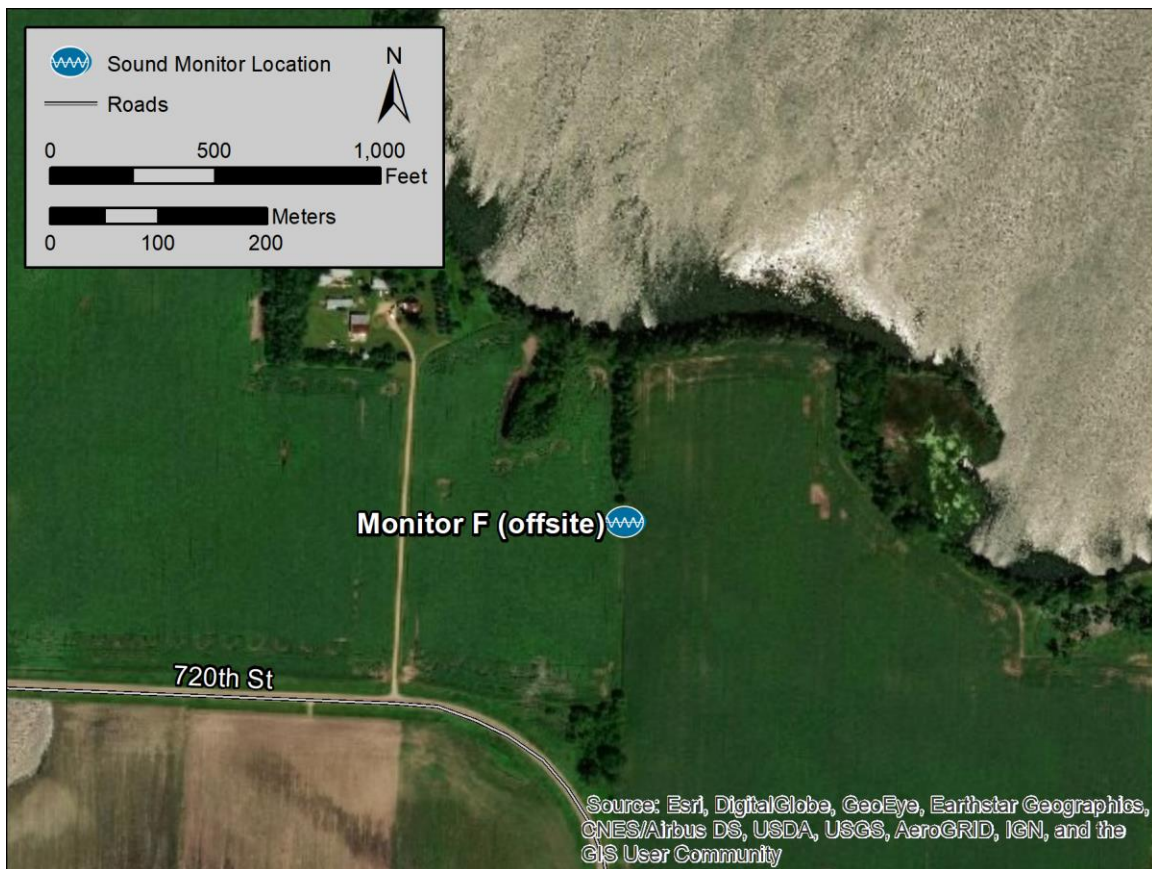 Sound Monitor Location
N
Roads
0 500 1,000
Feet
Meters
0 100 200
Monitor F (offsite)
720th St
Source: Esri, DigitalGlobe, GeoEye, Earthstar Geographics,
CNES/Airbus DS, USDA, USGS, AeroGRID, IGN, and the
GIS User Community